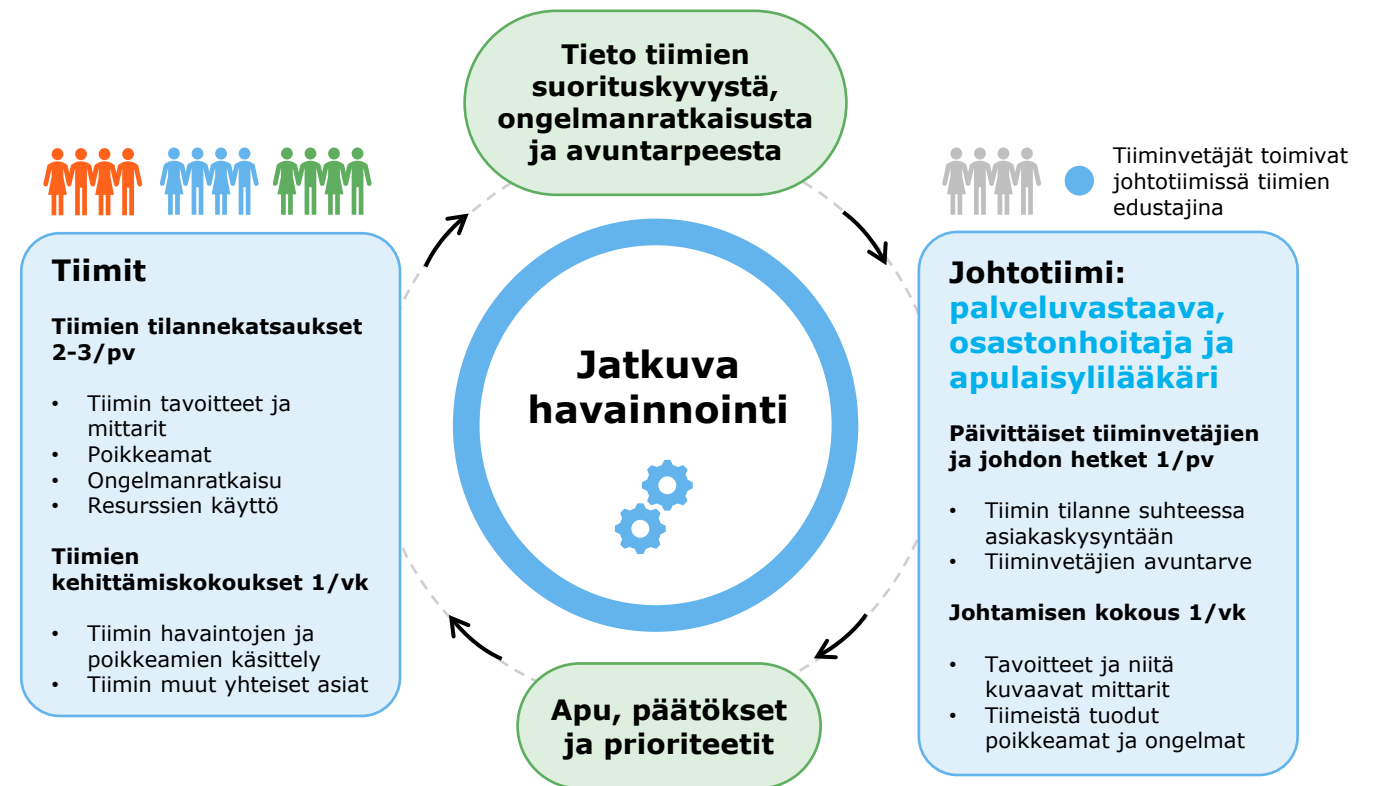 Tieto tiimien
suorituskyvystä,
ongelmanratkaisusta
ja avuntarpeesta
Tiiminvetäjät toimivat
johtotiimissä tiimien
edustajina
Tiimit
Tiimien tilannekatsaukset
2-3/pv
• Tiimin tavoitteet ja
mittarit
• Poikkeamat
• Ongelmanratkaisu
• Resurssien käyttö
Tiimien
kehittämiskokoukset 1/vk
• Tiimin havaintojen ja
poikkeamien käsittely
• Tiimin muut yhteiset asiat
Jatkuva
havainnointi
Johtotiimi:
palveluvastaava,
osastonhoitaja ja
apulaisylilääkäri
Päivittäiset tiiminvetäjien
ja johdon hetket 1/pv
• Tiimin tilanne suhteessa
asiakaskysyntään
• Tiiminvetäjien avuntarve
Johtamisen kokous 1/vk
• Tavoitteet ja niitä
kuvaavat mittarit
• Tiimeistä tuodut
poikkeamat ja ongelmat
Apu, päätökset
ja prioriteetit